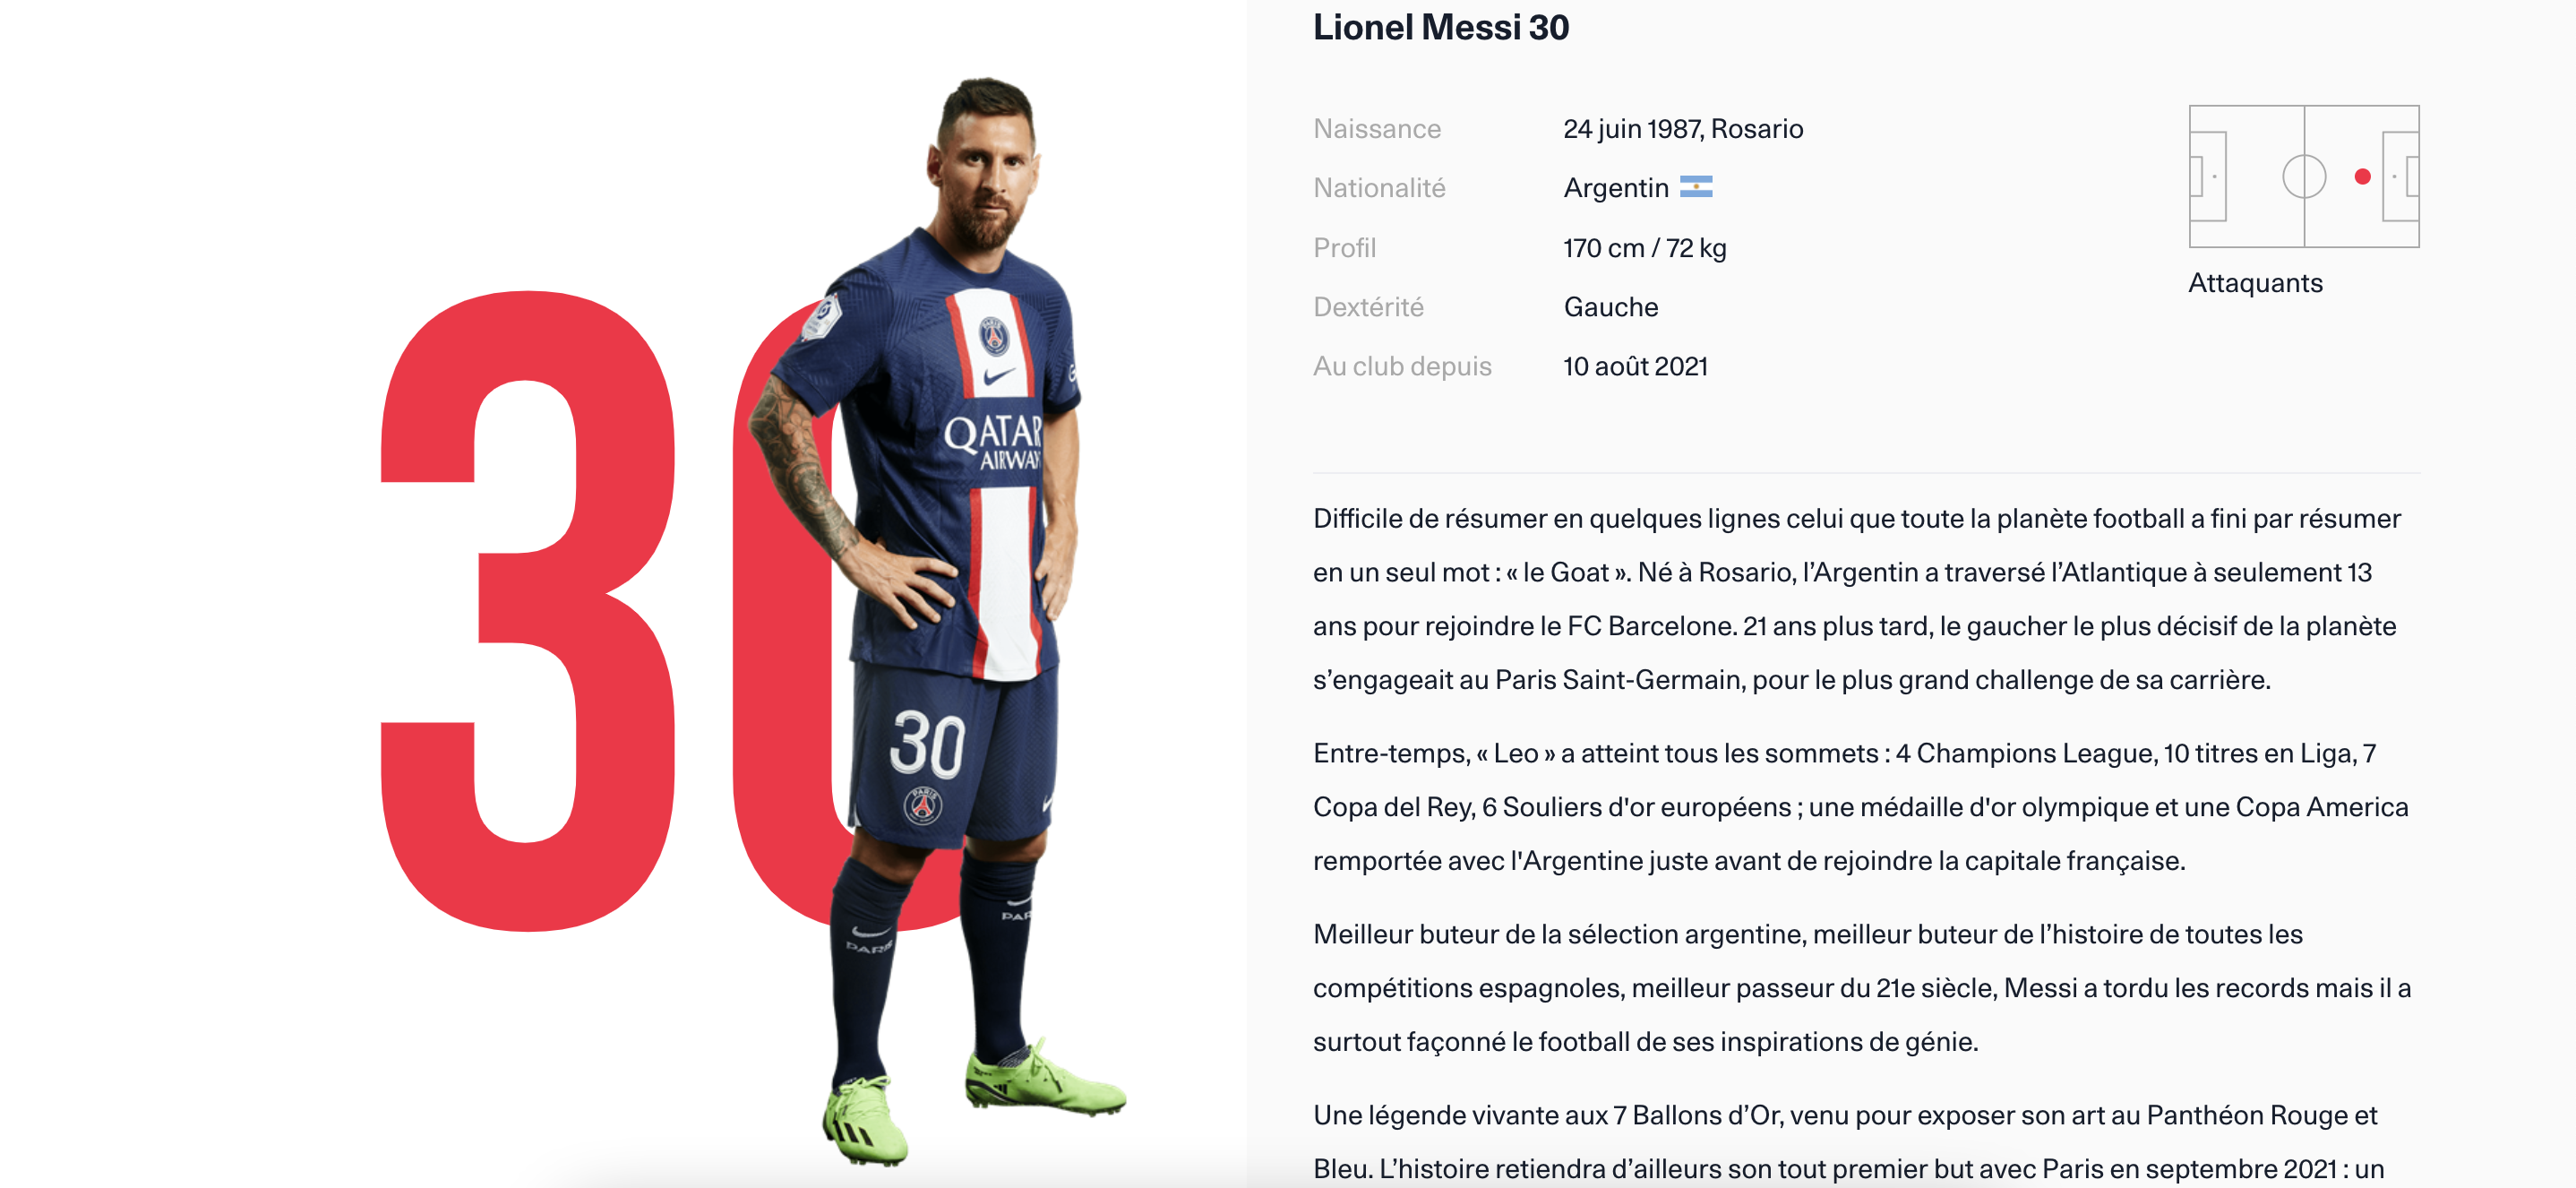 Lionel Messi 30
Naissance 24 juin 1987, Rosario
Nationalité Argentin
Profil 170 cm / 72 kg
Dextérité Gauche
Au club depuis 10 août 2021
Attaquants
Difficile de résumer en quelques lignes celui que toute la planète football a fini par résumer
en un seul mot : « le Goat ». Né à Rosario, l’Argentin a traversé l’Atlantique à seulement 13
ans pour rejoindre le FC Barcelone. 21 ans plus tard, le gaucher le plus décisif de la planète
s’engageait au Paris Saint-Germain, pour le plus grand challenge de sa carrière.
Entre-temps, « Leo » a atteint tous les sommets : 4 Champions League, 10 titres en Liga, 7
Copa del Rey, 6 Souliers d'or européens ; une médaille d'or olympique et une Copa America
remportée avec l'Argentine juste avant de rejoindre la capitale française.
Meilleur buteur de la sélection argentine, meilleur buteur de l’histoire de toutes les
compétitions espagnoles, meilleur passeur du 21e siècle, Messi a tordu les records mais il a
surtout façonné le football de ses inspirations de génie.
Une légende vivante aux 7 Ballons d’Or, venu pour exposer son art au Panthéon Rouge et
Bleu. L’histoire retiendra d’ailleurs son tout premier but avec Paris en septembre 2021 : un
30
PARIS
QATAR
AIRWAY
30
PARIS
PARIS
PAR